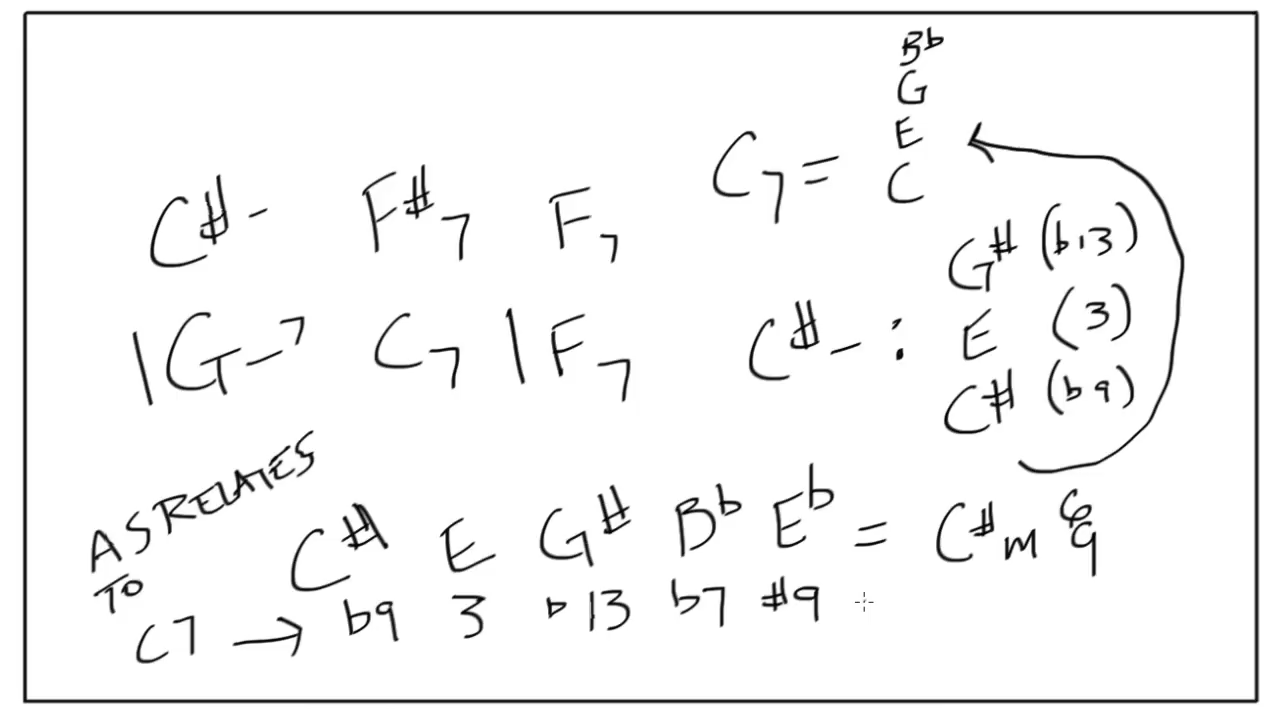 Bb
G
E
C7 = C
C#- F#7 F7
G# (b13)
|G-7 C7 |F7
C#- : E (3)
C# (b9)
AS RELATES
TO
C# E G# Bb Eb = C#m 6 9
C7 → b9 3 b13 b7 #9